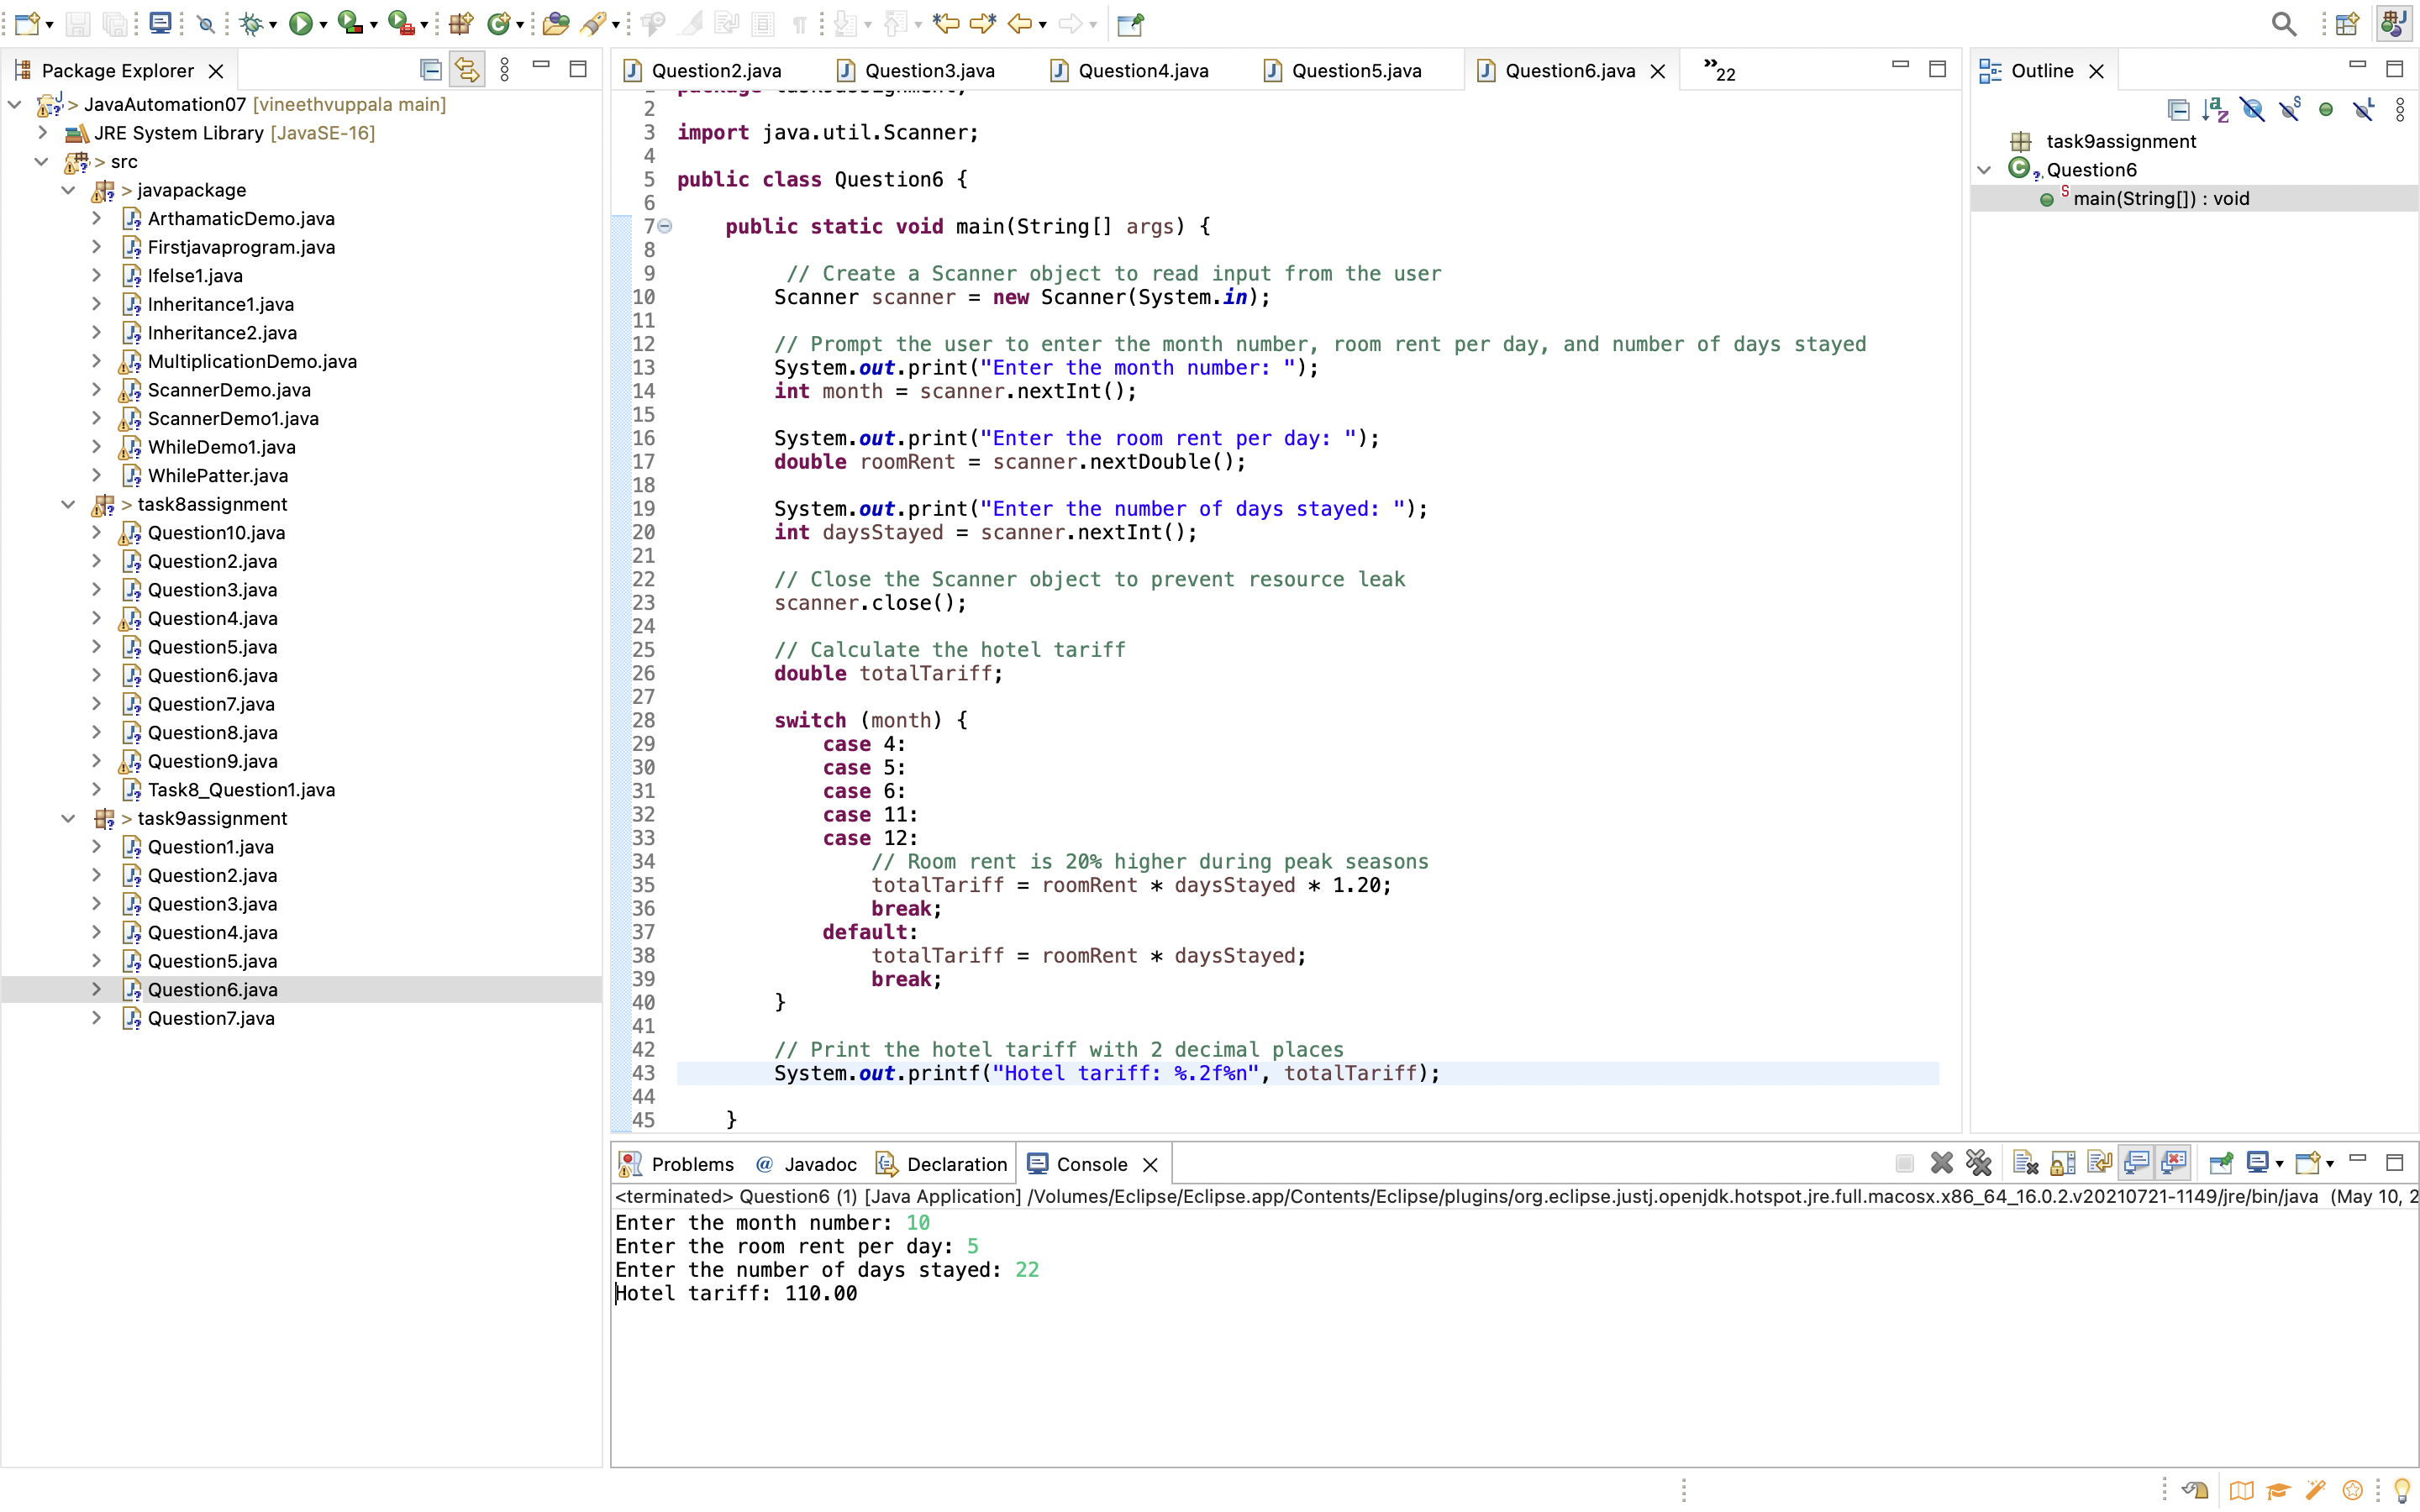 Package Explorer
> JavaAutomation07 [vineethvuppala main]
JRE System Library [JavaSE-16]
> src
> javapackage
ArthamaticDemo.java
Firstjavaprogram.java
Ifelse1.java
Inheritance1.java
Inheritance2.java
MultiplicationDemo.java
ScannerDemo.java
ScannerDemo1.java
WhileDemo1.java
WhilePatter.java
> task8assignment
Question10.java
Question2.java
Question3.java
Question4.java
Question5.java
Question6.java
Question7.java
Question8.java
Question9.java
Task8_Question1.java
> task9assignment
Question1.java
Question2.java
Question3.java
Question4.java
Question5.java
Question6.java
Question7.java
Question2.java Question3.java Question4.java Question5.java Question6.java »22
2
3 import java.util.Scanner;
4
5 public class Question6 {
6
7 public static void main(String[] args) {
8
9 // Create a Scanner object to read input from the user
10 Scanner scanner = new Scanner(System.in);
11
12 // Prompt the user to enter the month number, room rent per day, and number of days stayed
13 System.out.print("Enter the month number: ");
14 int month = scanner.nextInt();
15
16 System.out.print("Enter the room rent per day: ");
17 double roomRent = scanner.nextDouble();
18
19 System.out.print("Enter the number of days stayed: ");
20 int daysStayed = scanner.nextInt();
21
22 // Close the Scanner object to prevent resource leak
23 scanner.close();
24
25 // Calculate the hotel tariff
26 double totalTariff;
27
28 switch (month) {
29 case 4:
30 case 5:
31 case 6:
32 case 11:
33 case 12:
34 // Room rent is 20% higher during peak seasons
35 totalTariff = roomRent * daysStayed * 1.20;
36 break;
37 default:
38 totalTariff = roomRent * daysStayed;
39 break;
40 }
41
42 // Print the hotel tariff with 2 decimal places
43 System.out.printf("Hotel tariff: %.2f%n", totalTariff);
44
45 }
Outline
task9assignment
Question6
main(String[]) : void
Problems @ Javadoc Declaration Console
<terminated> Question6 (1) [Java Application] /Volumes/Eclipse/Eclipse.app/Contents/Eclipse/plugins/org.eclipse.justj.openjdk.hotspot.jre.full.macosx.x86_64_16.0.2.v20210721-1149/jre/bin/java (May 10, 2
Enter the month number: 10
Enter the room rent per day: 5
Enter the number of days stayed: 22
Hotel tariff: 110.00